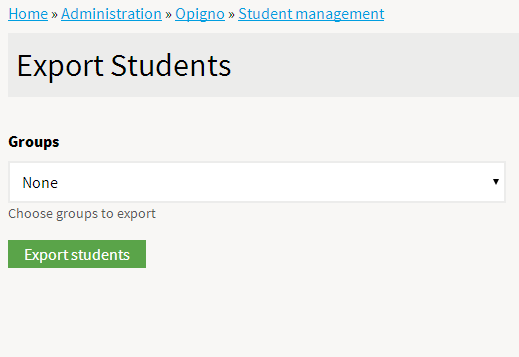 Home » Administration » Opigno » Student management
Export Students
Groups
None
Choose groups to export
Export students